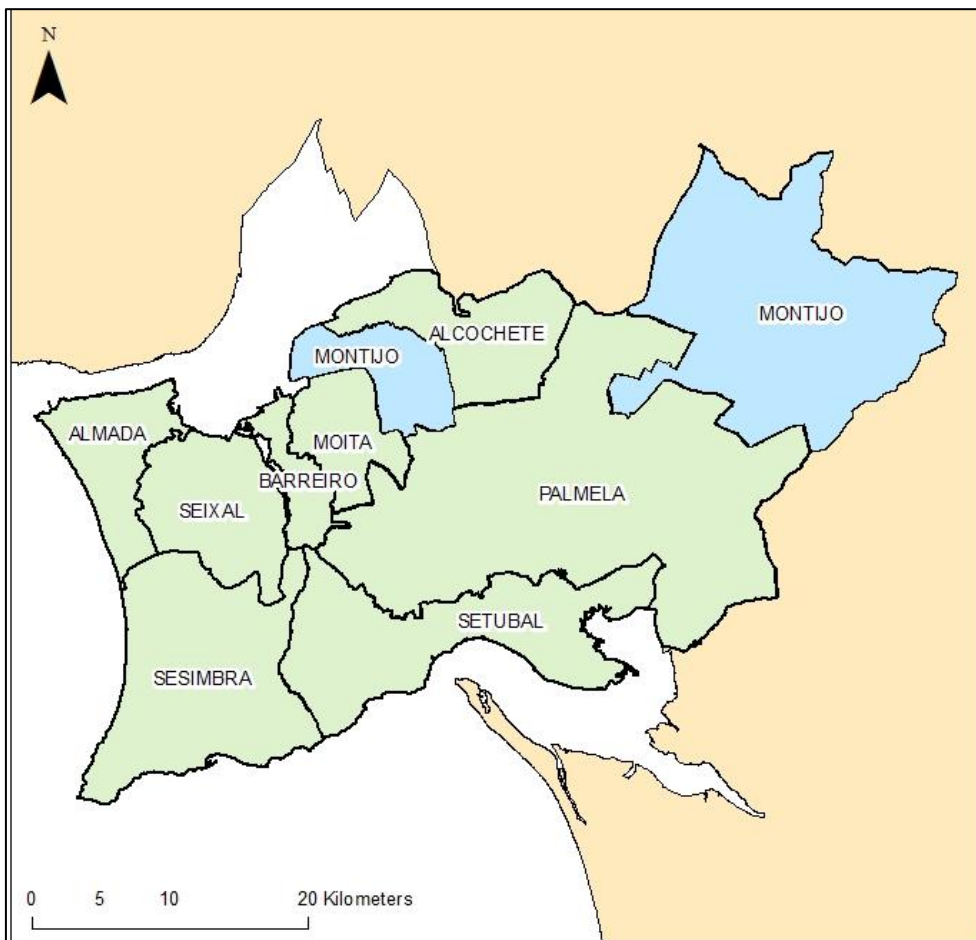 N
MONTIJO
ALCOCHETE
MONTIJO
ALMADA
MOITA
BARREIRO
SEIXAL
PALMELA
SETUBAL
SESIMBRA
0 5 10 20 Kilometers